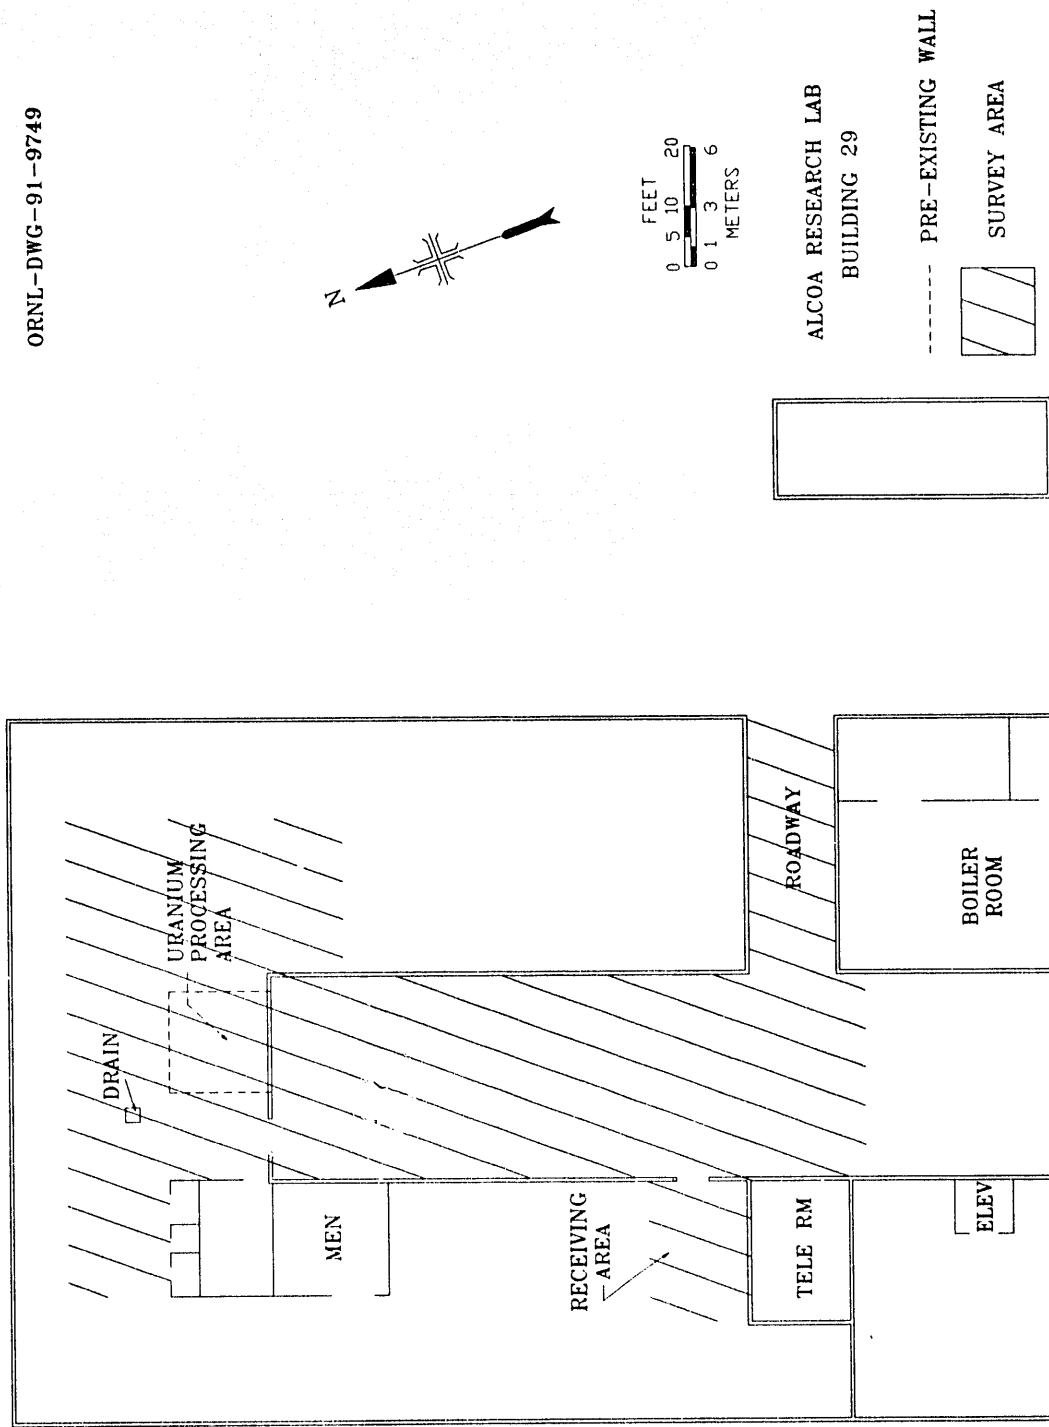 ORNL-DWG-91-9749
N
FEET
0 5 10 20
0 1 3 6
METERS
ALCOA RESEARCH LAB
BUILDING 29
PRE-EXISTING WALL
SURVEY AREA
DRAIN
URANIUM
PROCESSING
AREA
MEN
RECEIVING
AREA
TELE RM
ROADWAY
BOILER
ROOM
ELEV